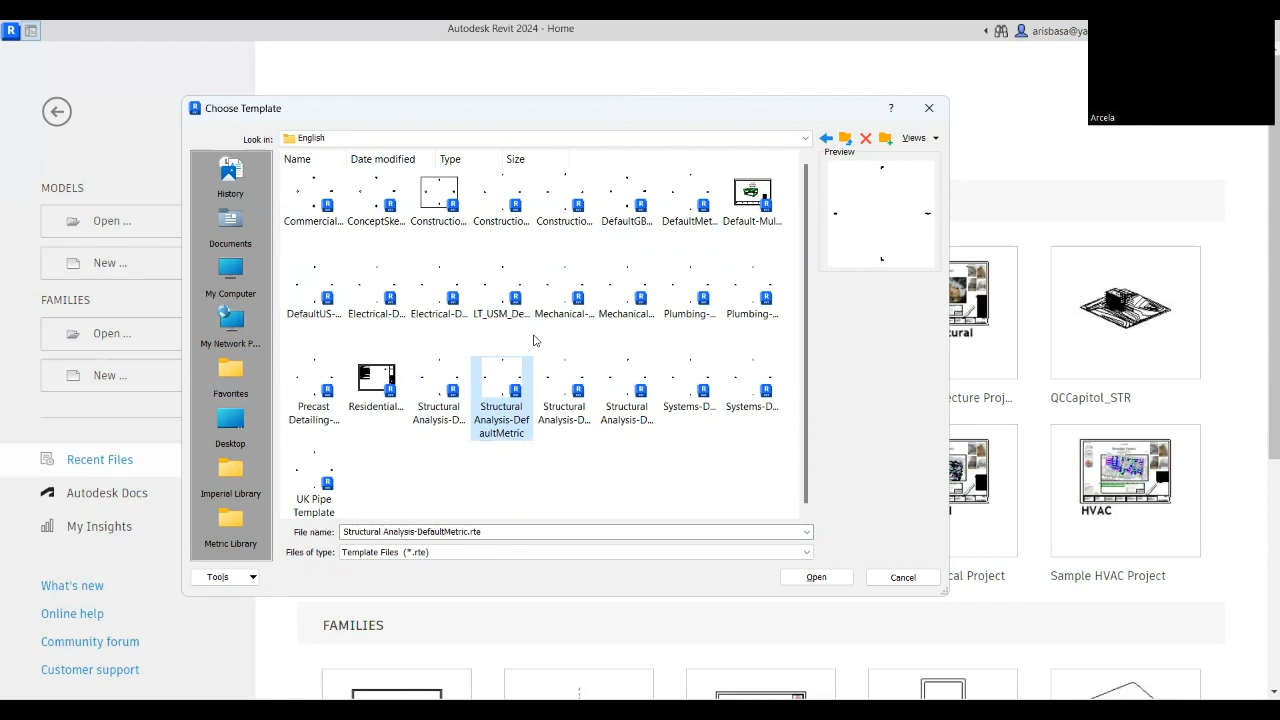 Autodesk Revit 2024 - Home
arisbasa@ya
Arcela
Choose Template
Look in:
English
Views
Name
Date modified
Type
Size
Preview
History
Documents
My Computer
My Network P...
Favorites
Desktop
Imperial Library
Metric Library
Commercial...
ConceptSke...
Constructio...
Constructio...
Constructio...
DefaultGB...
DefaultMet...
Default-Mul...
DefaultUS-...
Electrical-D...
Electrical-D...
LT_USM_De...
Mechanical-...
Mechanical...
Plumbing-...
Plumbing-...
Precast Detailing-...
Residential...
Structural Analysis-D...
Structural Analysis-DefaultMetric
Structural Analysis-D...
Structural Analysis-D...
Systems-D...
Systems-D...
UK Pipe Template
File name:
Structural Analysis-DefaultMetric.rte
Files of type:
Template Files (*.rte)
Tools
Open
Cancel
MODELS
Open ...
New ...
FAMILIES
Open ...
New ...
Recent Files
Autodesk Docs
My Insights
What's new
Online help
Community forum
Customer support
tural
ecture Proj...
QCCapitol_STR
HVAC
cal Project
Sample HVAC Project
FAMILIES